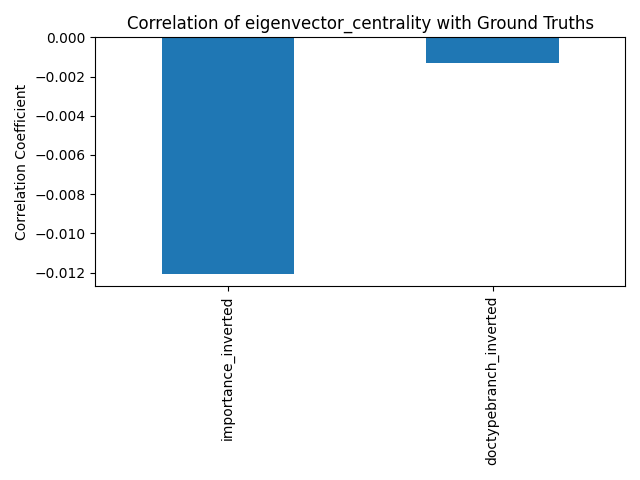 Correlation of eigenvector_centrality with Ground Truths
Correlation Coefficient
0.000
−0.002
−0.004
−0.006
−0.008
−0.010
−0.012
importance_inverted
doctypebranch_inverted